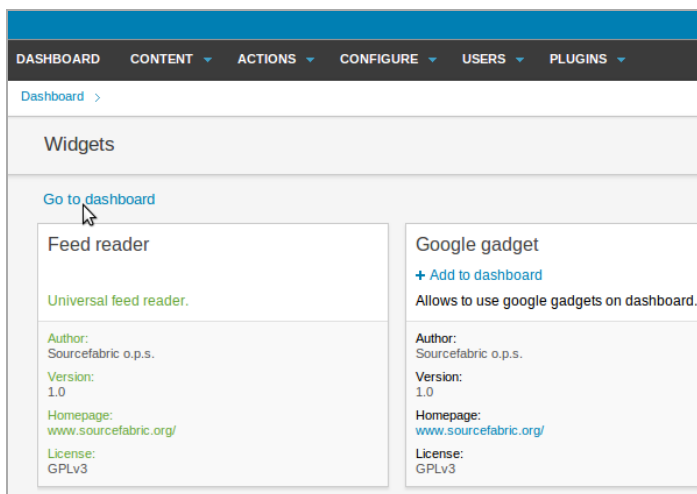 DASHBOARD CONTENT ACTIONS CONFIGURE USERS PLUGINS
Dashboard >
Widgets
Go to dashboard
Feed reader
Universal feed reader.
Author:
Sourcefabric o.p.s.
Version:
1.0
Homepage:
www.sourcefabric.org/
License:
GPLv3
Google gadget
+ Add to dashboard
Allows to use google gadgets on dashboard.
Author:
Sourcefabric o.p.s.
Version:
1.0
Homepage:
www.sourcefabric.org/
License:
GPLv3